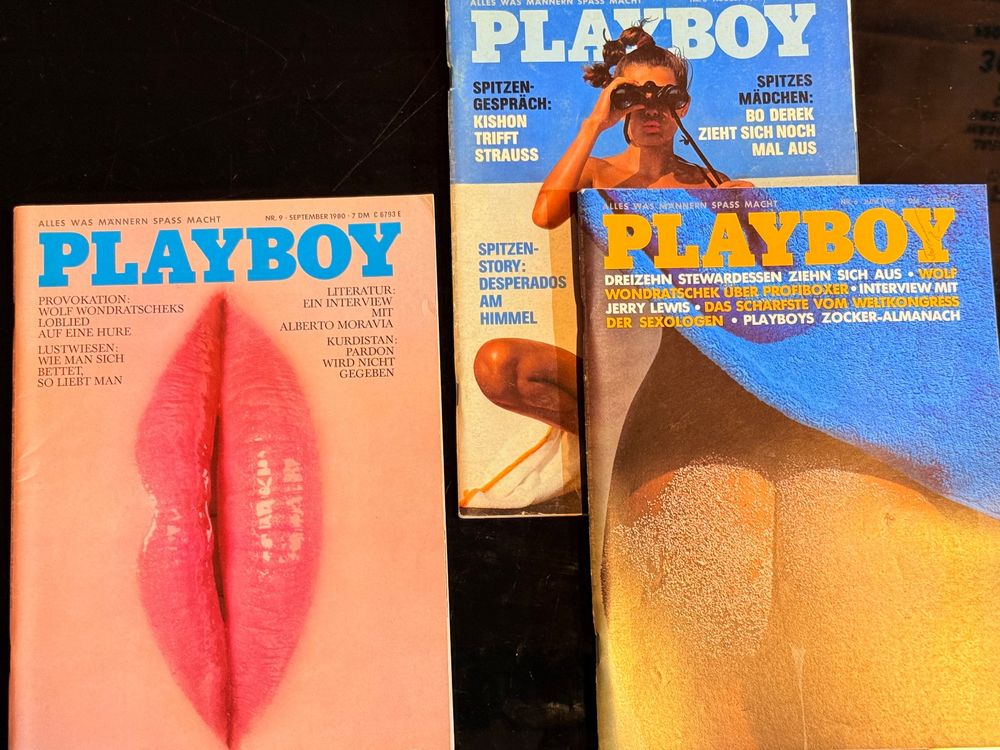 ALLES WAS MÄNNERN SPASS MACHT
PLAYBOY
SPITZEN-
GESPRÄCH:
KISHON
TRIFFT
STRAUSS
SPITZES
MÄDCHEN:
BO DEREK
ZIEHT SICH NOCH
MAL AUS
SPITZEN-
STORY:
DESPERADOS
AM
HIMMEL
ALLES WAS MÄNNERN SPASS MACHT
NR. 9 · SEPTEMBER 1980 · 7 DM C 6793 E
PLAYBOY
PROVOKATION:
WOLF WONDRATSCHEKS
LOBLIED
AUF EINE HURE
LUSTWIESEN:
WIE MAN SICH
BETTET,
SO LIEBT MAN
LITERATUR:
EIN INTERVIEW
MIT
ALBERTO MORAVIA
KURDISTAN:
PARDON
WIRD NICHT
GEGEBEN
ALLES WAS MÄNNERN SPASS MACHT
PLAYBOY
DREIZEHN STEWARDESSEN ZIEHN SICH AUS • WOLF
WONDRATSCHEK ÜBER PROFIBOXER • INTERVIEW MIT
JERRY LEWIS • DAS SCHÄRFSTE VOM WELTKONGRESS
DER SEXOLOGEN • PLAYBOYS ZOCKER-ALMANACH